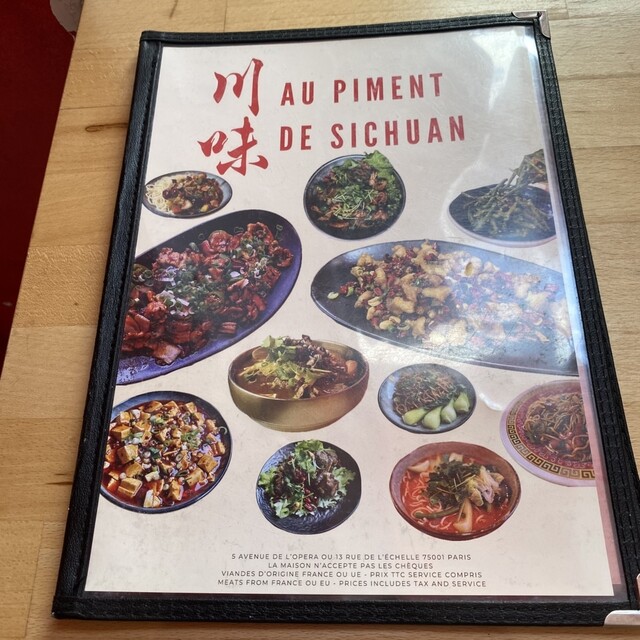 川味
AU PIMENT
DE SICHUAN
5 AVENUE DE L'OPERA OU 13 RUE DE L'ÉCHELLE 75001 PARIS
LA MAISON N'ACCEPTE PAS LES CHÈQUES
VIANDES D'ORIGINE FRANCE OU UE - PRIX TTC SERVICE COMPRIS
MEATS FROM FRANCE OU EU - PRICES INCLUDES TAX AND SERVICE